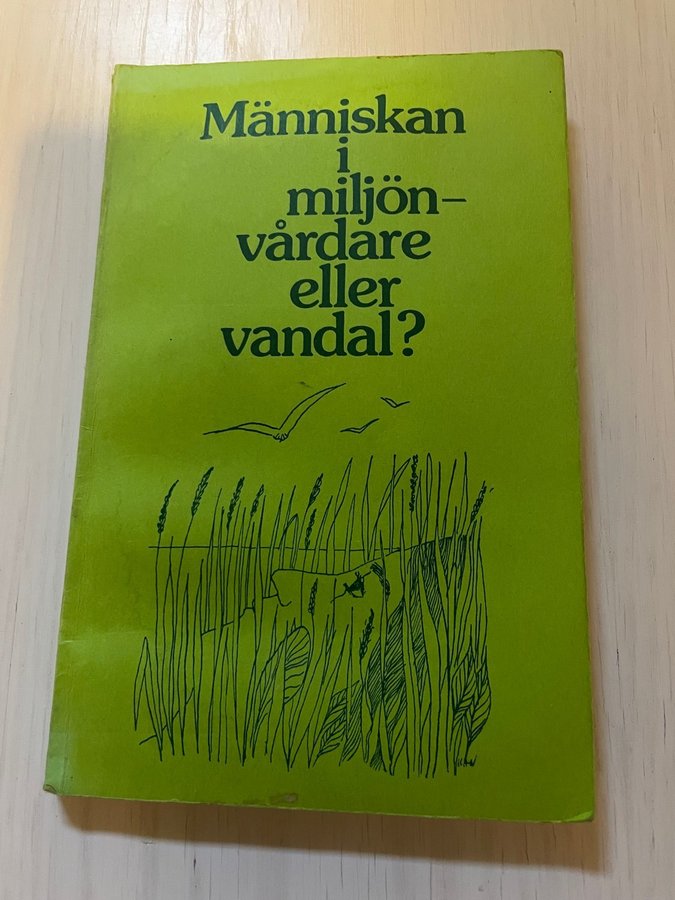 Människan
i
miljön–
vårdare
eller
vandal?